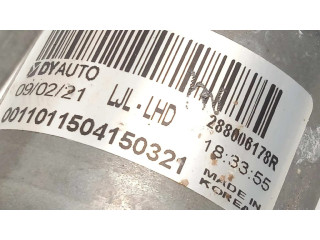 DYAUTO
09/02/21
LJL-LHD
288006178R
18:33:55
0011011504150321
MADE IN
KOREA